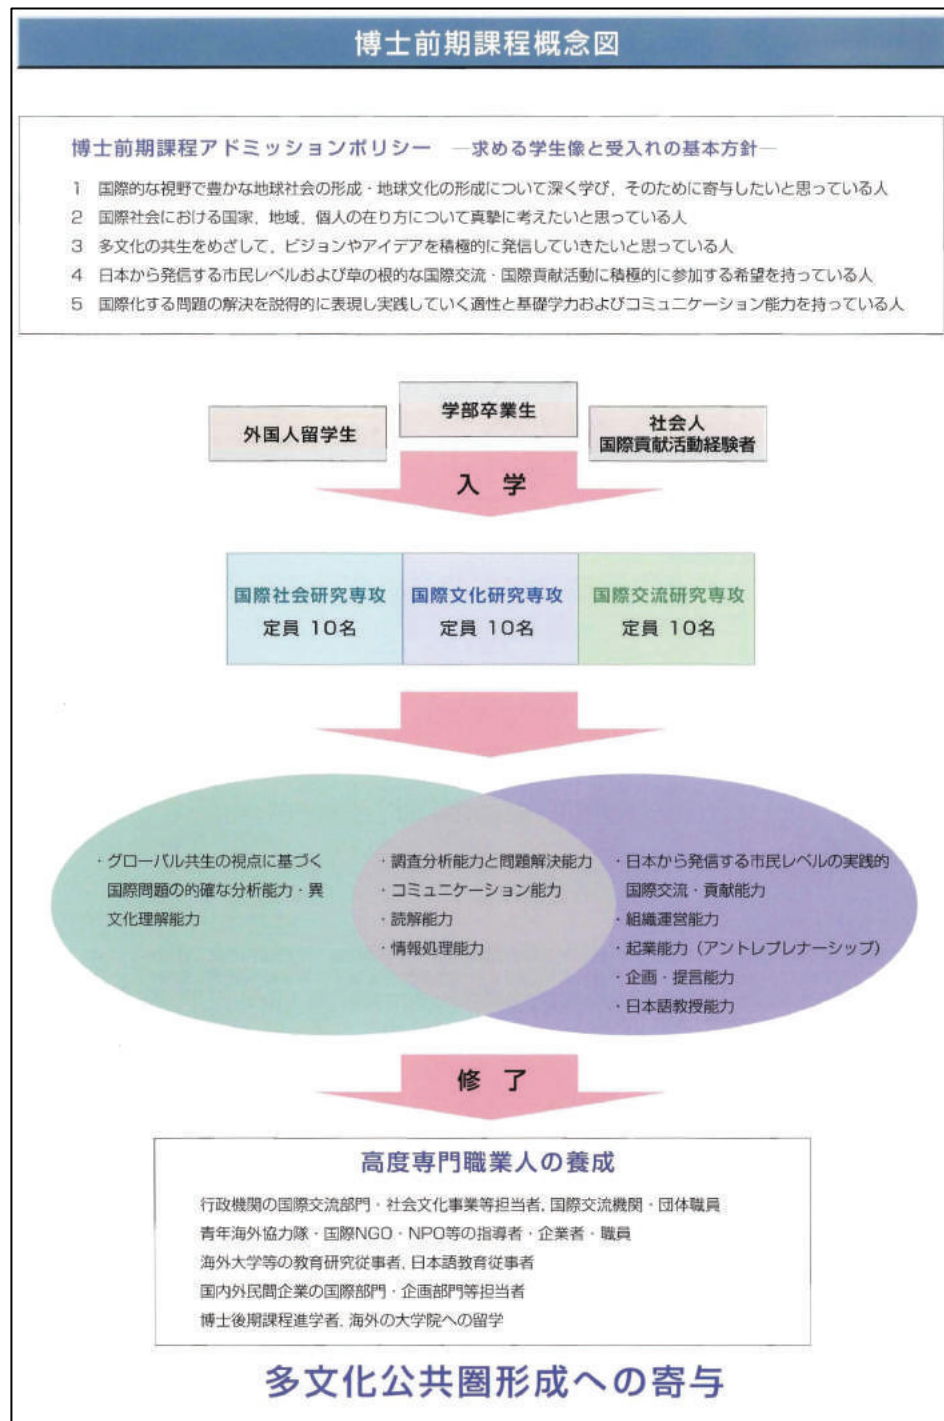 博士前期課程概念図
博士前期課程アドミッションポリシー ―求める学生像と受入れの基本方針―
1 国際的な視野で豊かな地球社会の形成・地球文化の形成について深く学び，そのために寄与したいと思っている人
2 国際社会における国家、地域、個人の在り方について真摯に考えたいと思っている人
3 多文化の共生をめざして、ビジョンやアイデアを積極的に発信していきたいと思っている人
4 日本から発信する市民レベルおよび草の根的な国際交流・国際貢献活動に積極的に参加する希望を持っている人
5 国際化する問題の解決を説得的に表現し実践していく適性と基礎学力およびコミュニケーション能力を持っている人
外国人留学生
学部卒業生
社会人
国際貢献活動経験者
入 学
国際社会研究専攻
定員 10名
国際文化研究専攻
定員 10名
国際交流研究専攻
定員 10名
・グローバル共生の視点に基づく
国際問題の的確な分析能力・異
文化理解能力
・調査分析能力と問題解決能力
・コミュニケーション能力
・読解能力
・情報処理能力
・日本から発信する市民レベルの実践的
国際交流・貢献能力
・組織運営能力
・起業能力（アントレプレナーシップ）
・企画・提言能力
・日本語教授能力
修 了
高度専門職業人の養成
行政機関の国際交流部門・社会文化事業等担当者，国際交流機関・団体職員
青年海外協力隊・国際NGO・NPO等の指導者・企業者・職員
海外大学等の教育研究従事者，日本語教育従事者
国内外民間企業の国際部門・企画部門等担当者
博士後期課程進学者，海外の大学院への留学
多文化公共圏形成への寄与